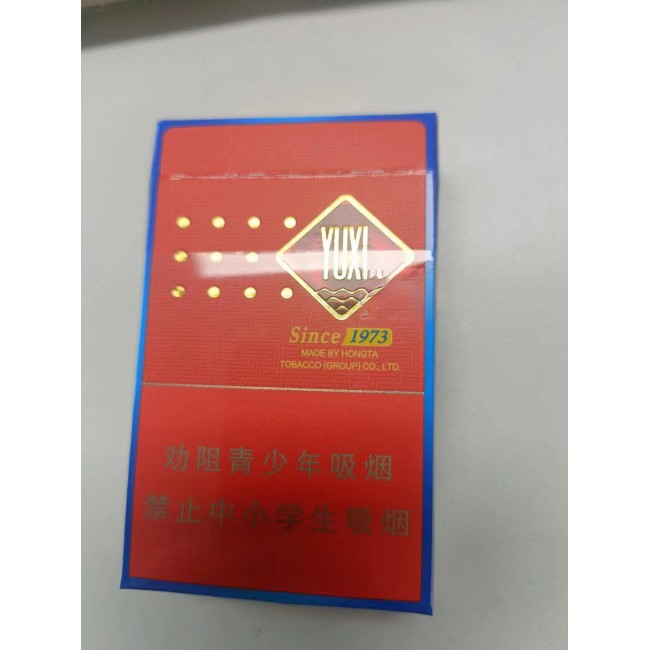 YUXI
Since 1973
MADE BY HONGTA
TOBACCO (GROUP) CO., LTD.
劝阻青少年吸烟
禁止中小学生吸烟